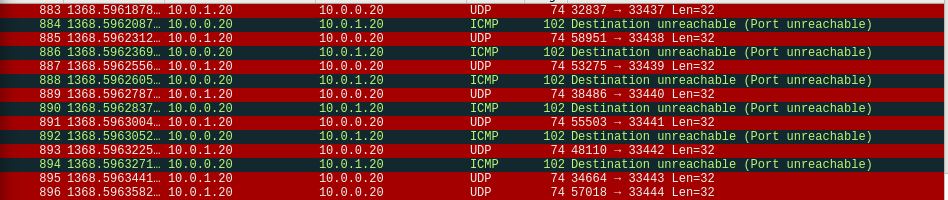 883 1368.5961878… 10.0.1.20 10.0.0.20 UDP 74 32837 → 33437 Len=32
884 1368.5962087… 10.0.0.20 10.0.1.20 ICMP 102 Destination unreachable (Port unreachable)
885 1368.5962312… 10.0.1.20 10.0.0.20 UDP 74 58951 → 33438 Len=32
886 1368.5962369… 10.0.0.20 10.0.1.20 ICMP 102 Destination unreachable (Port unreachable)
887 1368.5962556… 10.0.1.20 10.0.0.20 UDP 74 53275 → 33439 Len=32
888 1368.5962605… 10.0.0.20 10.0.1.20 ICMP 102 Destination unreachable (Port unreachable)
889 1368.5962787… 10.0.1.20 10.0.0.20 UDP 74 38486 → 33440 Len=32
890 1368.5962837… 10.0.0.20 10.0.1.20 ICMP 102 Destination unreachable (Port unreachable)
891 1368.5963004… 10.0.1.20 10.0.0.20 UDP 74 55503 → 33441 Len=32
892 1368.5963052… 10.0.0.20 10.0.1.20 ICMP 102 Destination unreachable (Port unreachable)
893 1368.5963225… 10.0.1.20 10.0.0.20 UDP 74 48110 → 33442 Len=32
894 1368.5963271… 10.0.0.20 10.0.1.20 ICMP 102 Destination unreachable (Port unreachable)
895 1368.5963441… 10.0.1.20 10.0.0.20 UDP 74 34664 → 33443 Len=32
896 1368.5963582… 10.0.1.20 10.0.0.20 UDP 74 57018 → 33444 Len=32